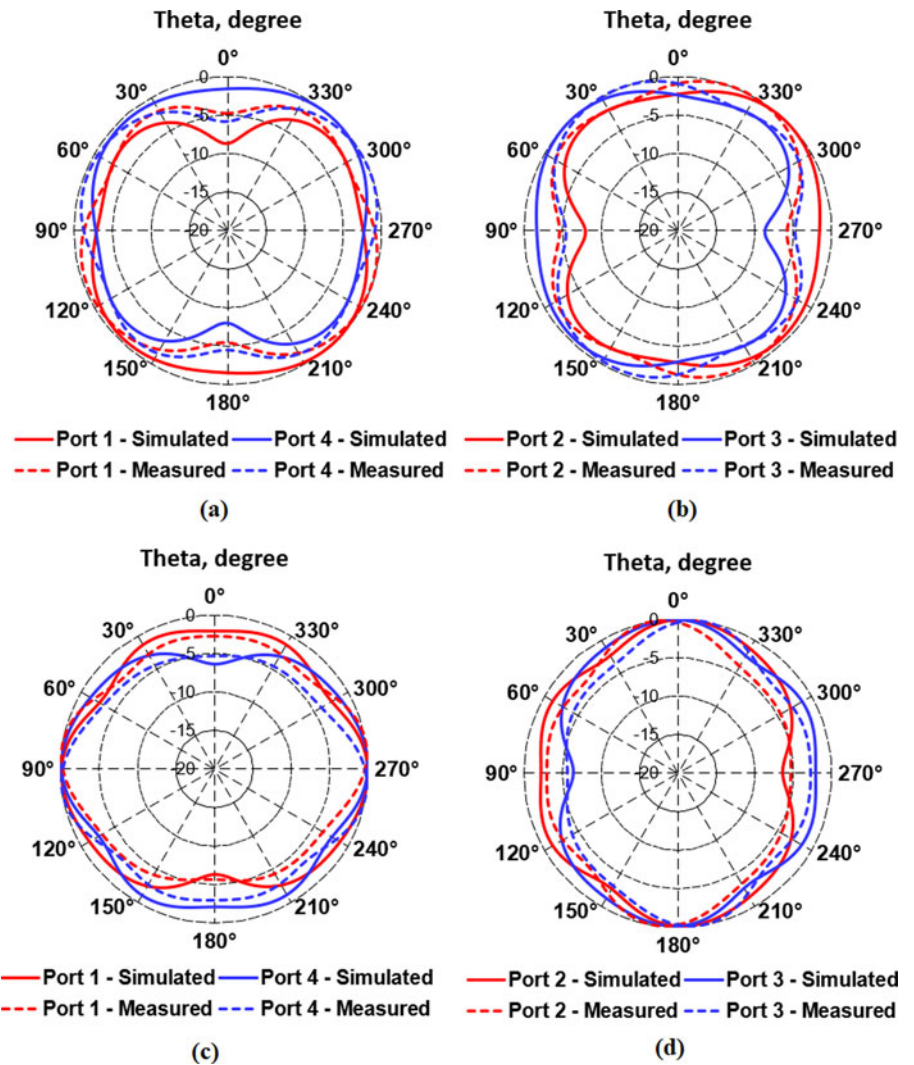 Theta, degree
0°
30° 0 330°
-5
60° -10 300°
-15
90° -20 270°
120° 240°
150° 210°
180°
Port 1 - Simulated Port 4 - Simulated
Port 1 - Measured Port 4 - Measured
(a)
Theta, degree
0°
30° 0 330°
-5
60° -10 300°
-15
90° -20 270°
120° 240°
150° 210°
180°
Port 2 - Simulated Port 3 - Simulated
Port 2 - Measured Port 3 - Measured
(b)
Theta, degree
0°
30° 0 330°
-5
60° -10 300°
-15
90° -20 270°
120° 240°
150° 210°
180°
Port 1 - Simulated Port 4 - Simulated
Port 1 - Measured Port 4 - Measured
(c)
Theta, degree
0°
30° 0 330°
-5
60° -10 300°
-15
90° -20 270°
120° 240°
150° 210°
180°
Port 2 - Simulated Port 3 - Simulated
Port 2 - Measured Port 3 - Measured
(d)